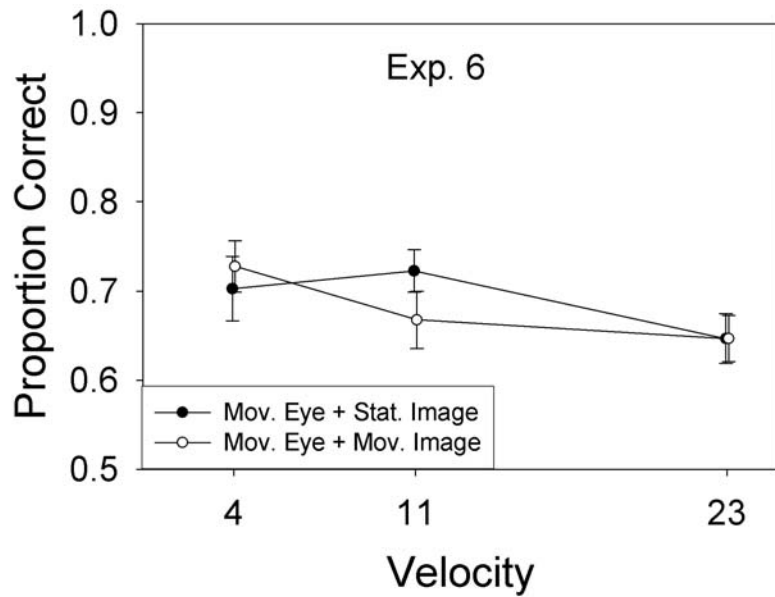 Exp. 6
Proportion Correct
1.0
0.9
0.8
0.7
0.6
0.5
Mov. Eye + Stat. Image
Mov. Eye + Mov. Image
4 11 23
Velocity